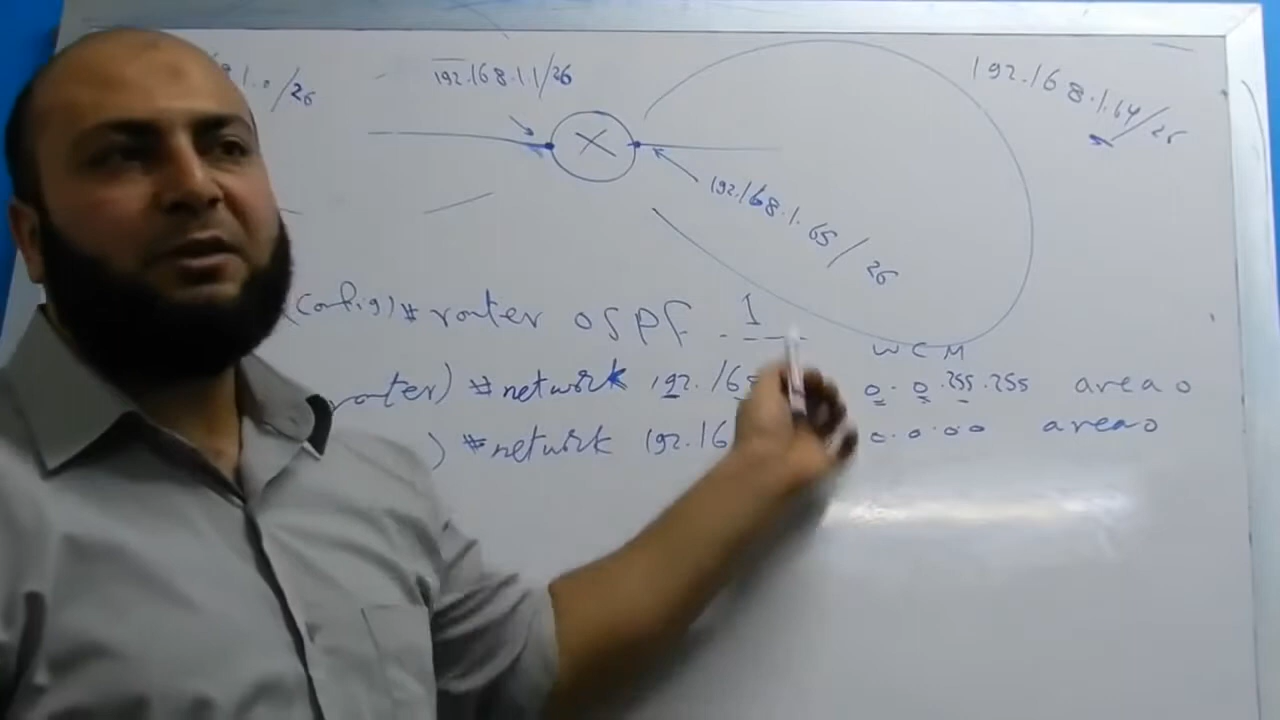 1.0/26
192.168.1.1/26
192.168.1.64/26
192.168.1.65/26
(config)#router ospf 1
WCM
router) #network 192.168 0.0.255.255 area 0
) #network 192.16 0.0.0.0 area 0